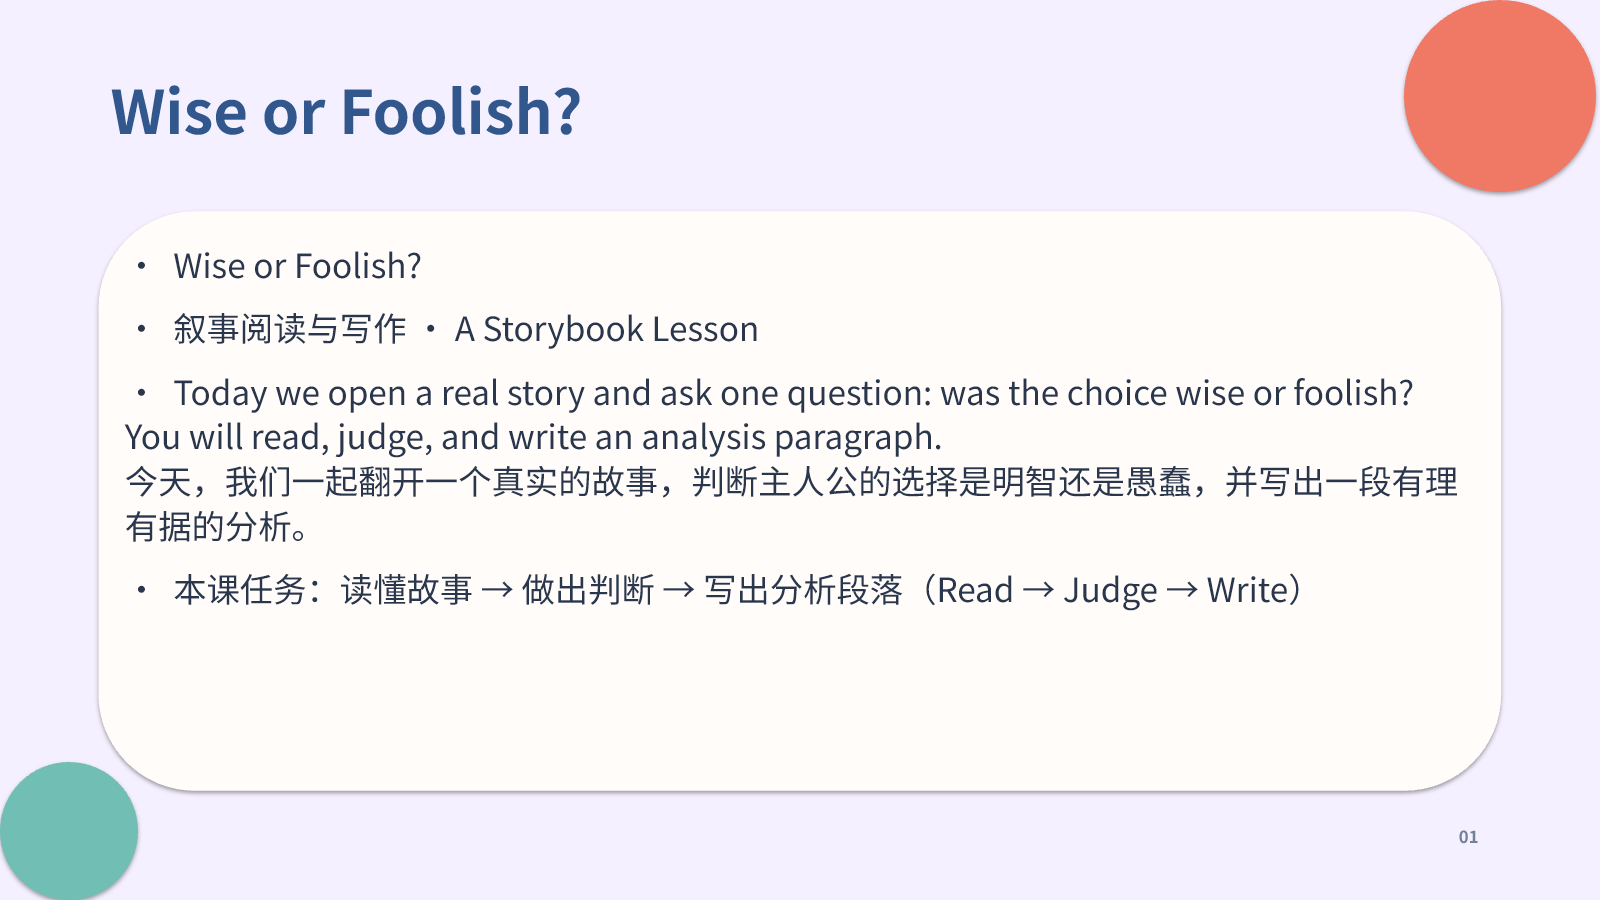 Wise or Foolish?
• Wise or Foolish?
• 叙事阅读与写作 • A Storybook Lesson
• Today we open a real story and ask one question: was the choice wise or foolish?
You will read, judge, and write an analysis paragraph.
今天，我们一起翻开一个真实的故事，判断主人公的选择是明智还是愚蠢，并写出一段有理
有据的分析。
• 本课任务：读懂故事 → 做出判断 → 写出分析段落（Read → Judge → Write）
01